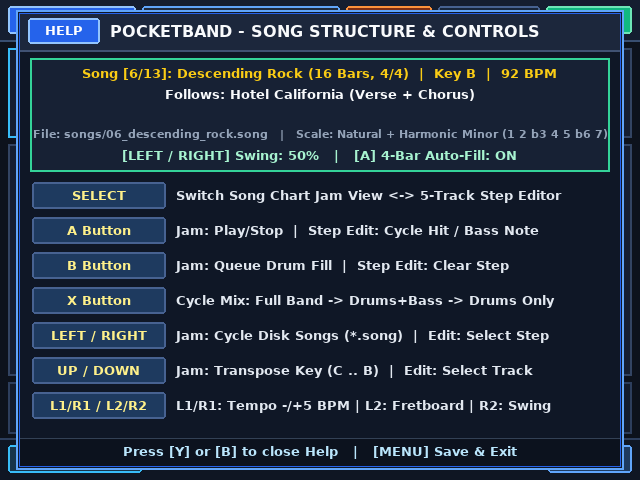 HELP POCKETBAND - SONG STRUCTURE & CONTROLS
Song [6/13]: Descending Rock (16 Bars, 4/4) | Key B | 92 BPM
Follows: Hotel California (Verse + Chorus)
File: songs/06_descending_rock.song | Scale: Natural + Harmonic Minor (1 2 b3 4 5 b6 7)
[LEFT / RIGHT] Swing: 50% | [A] 4-Bar Auto-Fill: ON
SELECT Switch Song Chart Jam View <-> 5-Track Step Editor
A Button Jam: Play/Stop | Step Edit: Cycle Hit / Bass Note
B Button Jam: Queue Drum Fill | Step Edit: Clear Step
X Button Cycle Mix: Full Band -> Drums+Bass -> Drums Only
LEFT / RIGHT Jam: Cycle Disk Songs (*.song) | Edit: Select Step
UP / DOWN Jam: Transpose Key (C .. B) | Edit: Select Track
L1/R1 / L2/R2 L1/R1: Tempo -/+5 BPM | L2: Fretboard | R2: Swing
Press [Y] or [B] to close Help | [MENU] Save & Exit